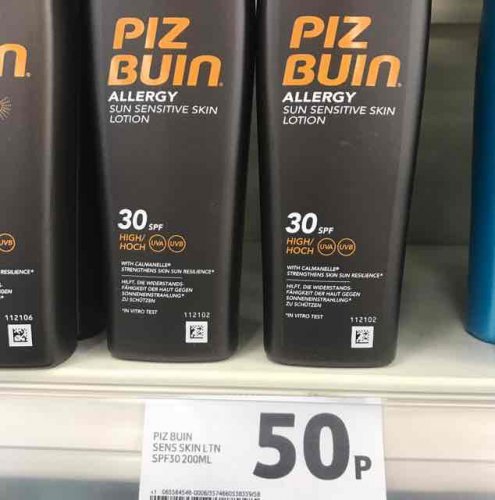 n
PIZ
BUIN
ALLERGY
SUN SENSITIVE SKIN
LOTION
30 SPF
HIGH/
HOCH
UVA UVB
WITH CALMANELLE®
STRENGTHENS SKIN SUN RESILIENCE*
HILFT, DIE WIDERSTANDS-
FÄHIGKEIT DER HAUT GEGEN
SONNENEINSTRAHLUNG*
ZU SCHÜTZEN
*IN VITRO TEST
112102
PIZ
BUIN
ALLERGY
SUN SENSITIVE SKIN
LOTION
30 SPF
HIGH/
HOCH
UVA UVB
WITH CALMANELLE®
STRENGTHENS SKIN SUN RESILIENCE*
HILFT, DIE WIDERSTANDS-
FÄHIGKEIT DER HAUT GEGEN
SONNENEINSTRAHLUNG*
ZU SCHÜTZEN
*IN VITRO TEST
112102
UVB
RESILIENCE*
112106
PIZ BUIN
SENS SKIN LTN
SPF30 200ML
50P